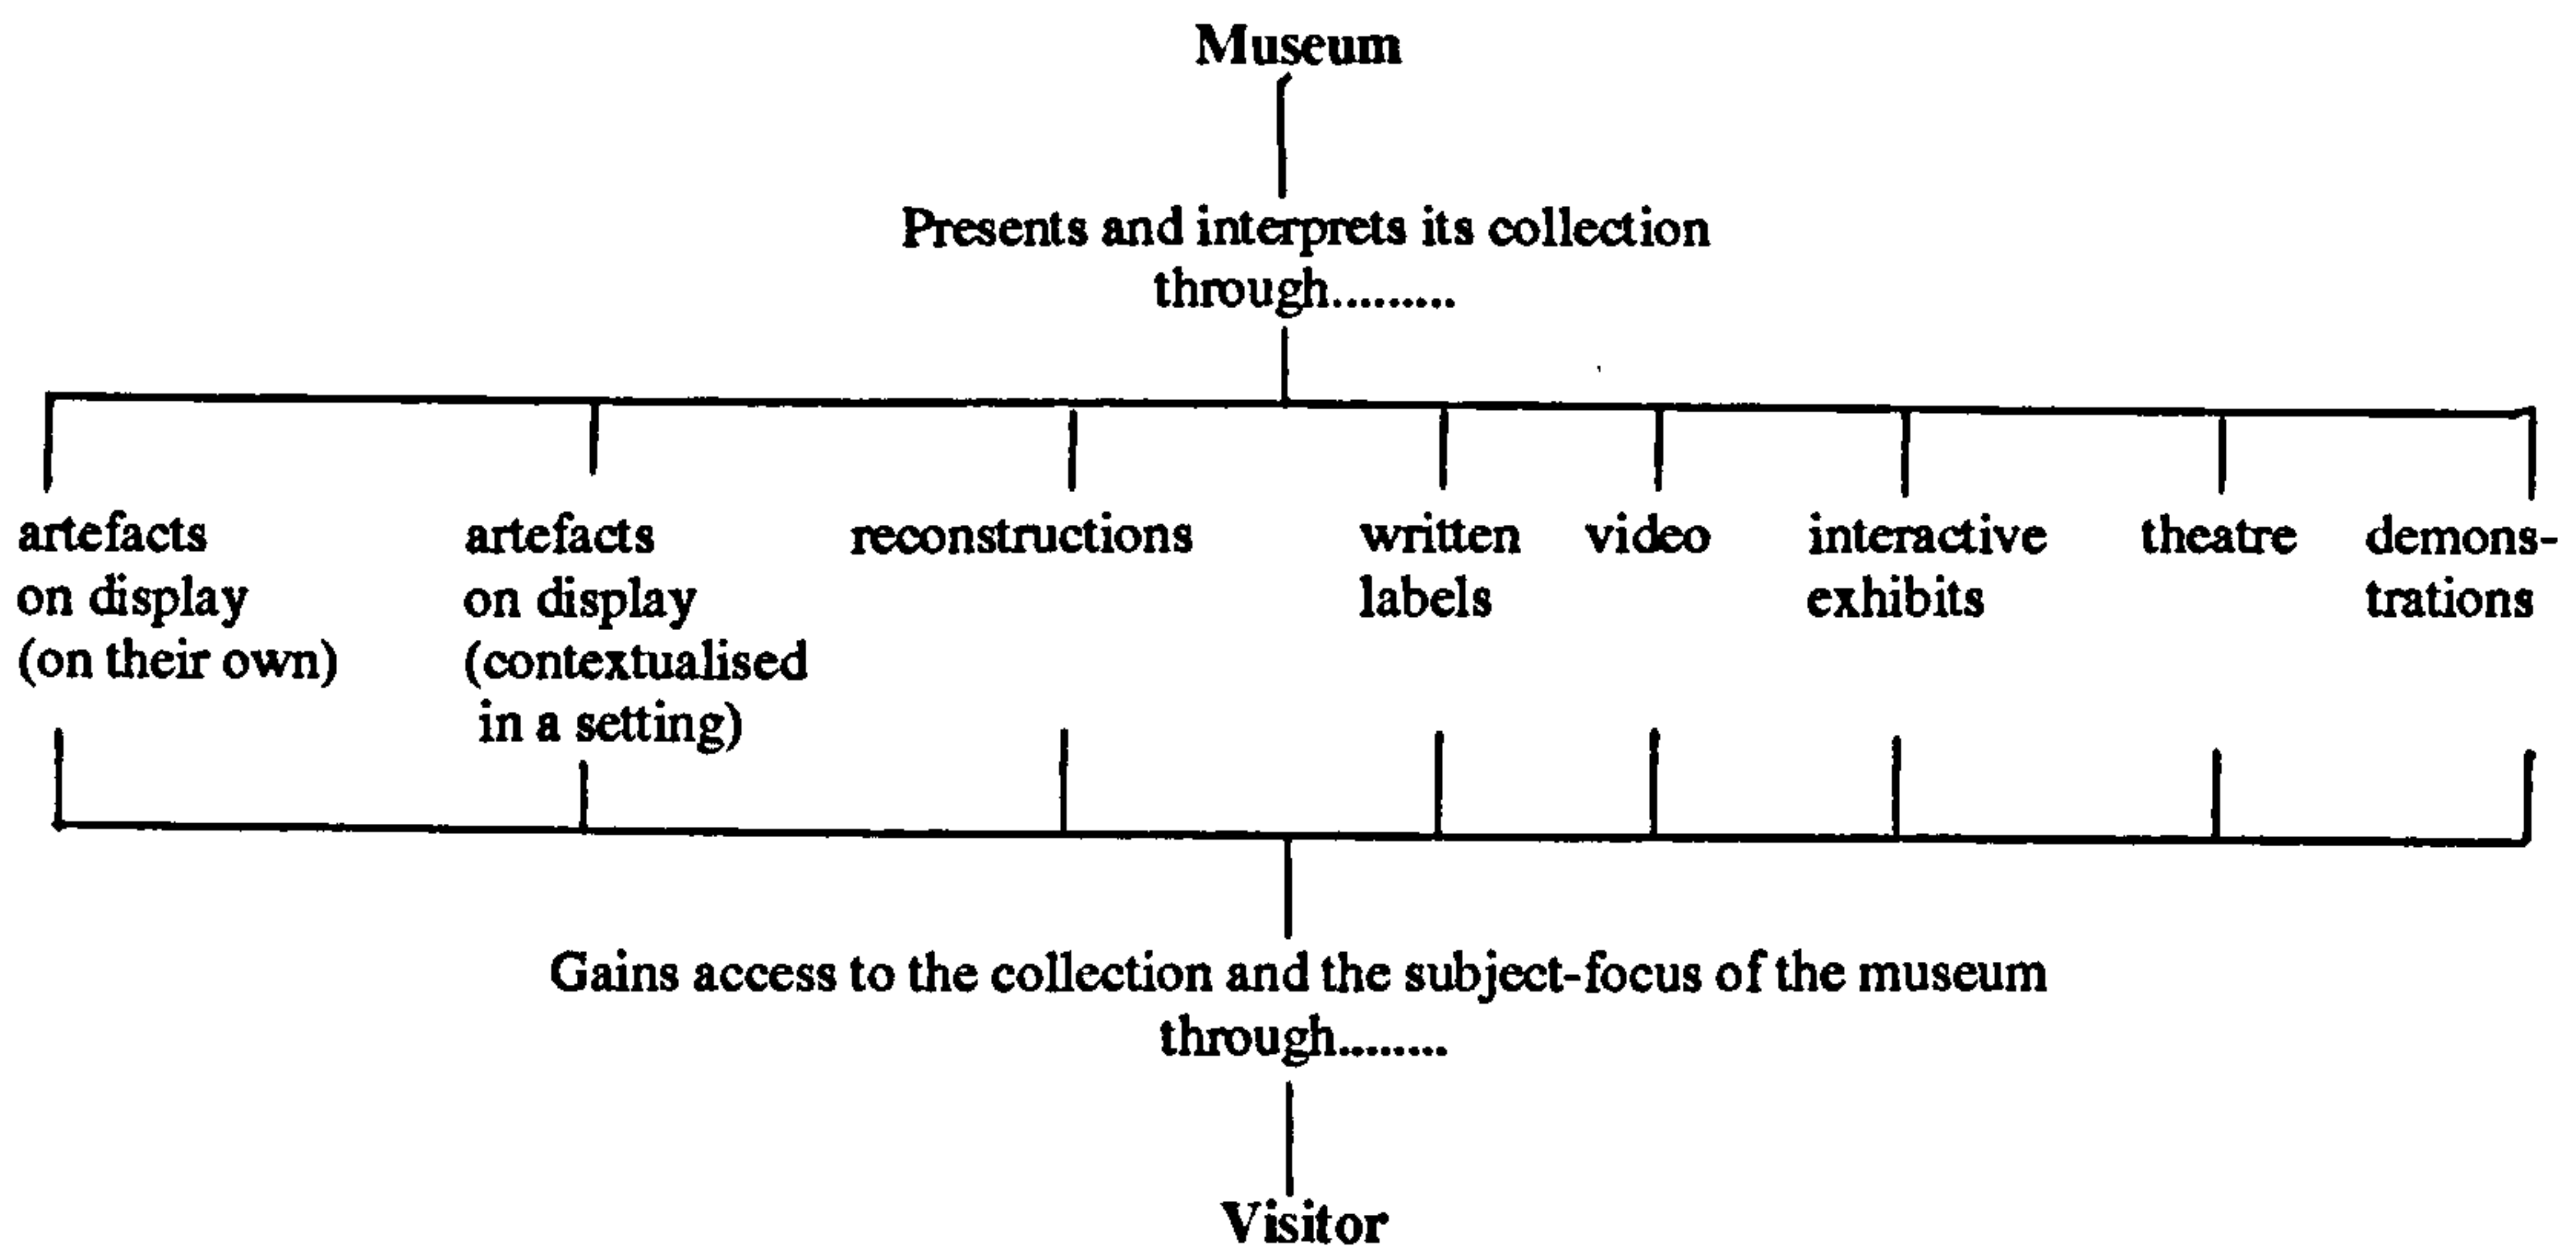 Museum
Presents and interprets its collection
through.........
artefacts
on display
(on their own)
artefacts
on display
(contextualised
in a setting)
reconstructions
written
labels
video
interactive
exhibits
theatre
demons-
trations
Gains access to the collection and the subject-focus of the museum
through........
Visitor